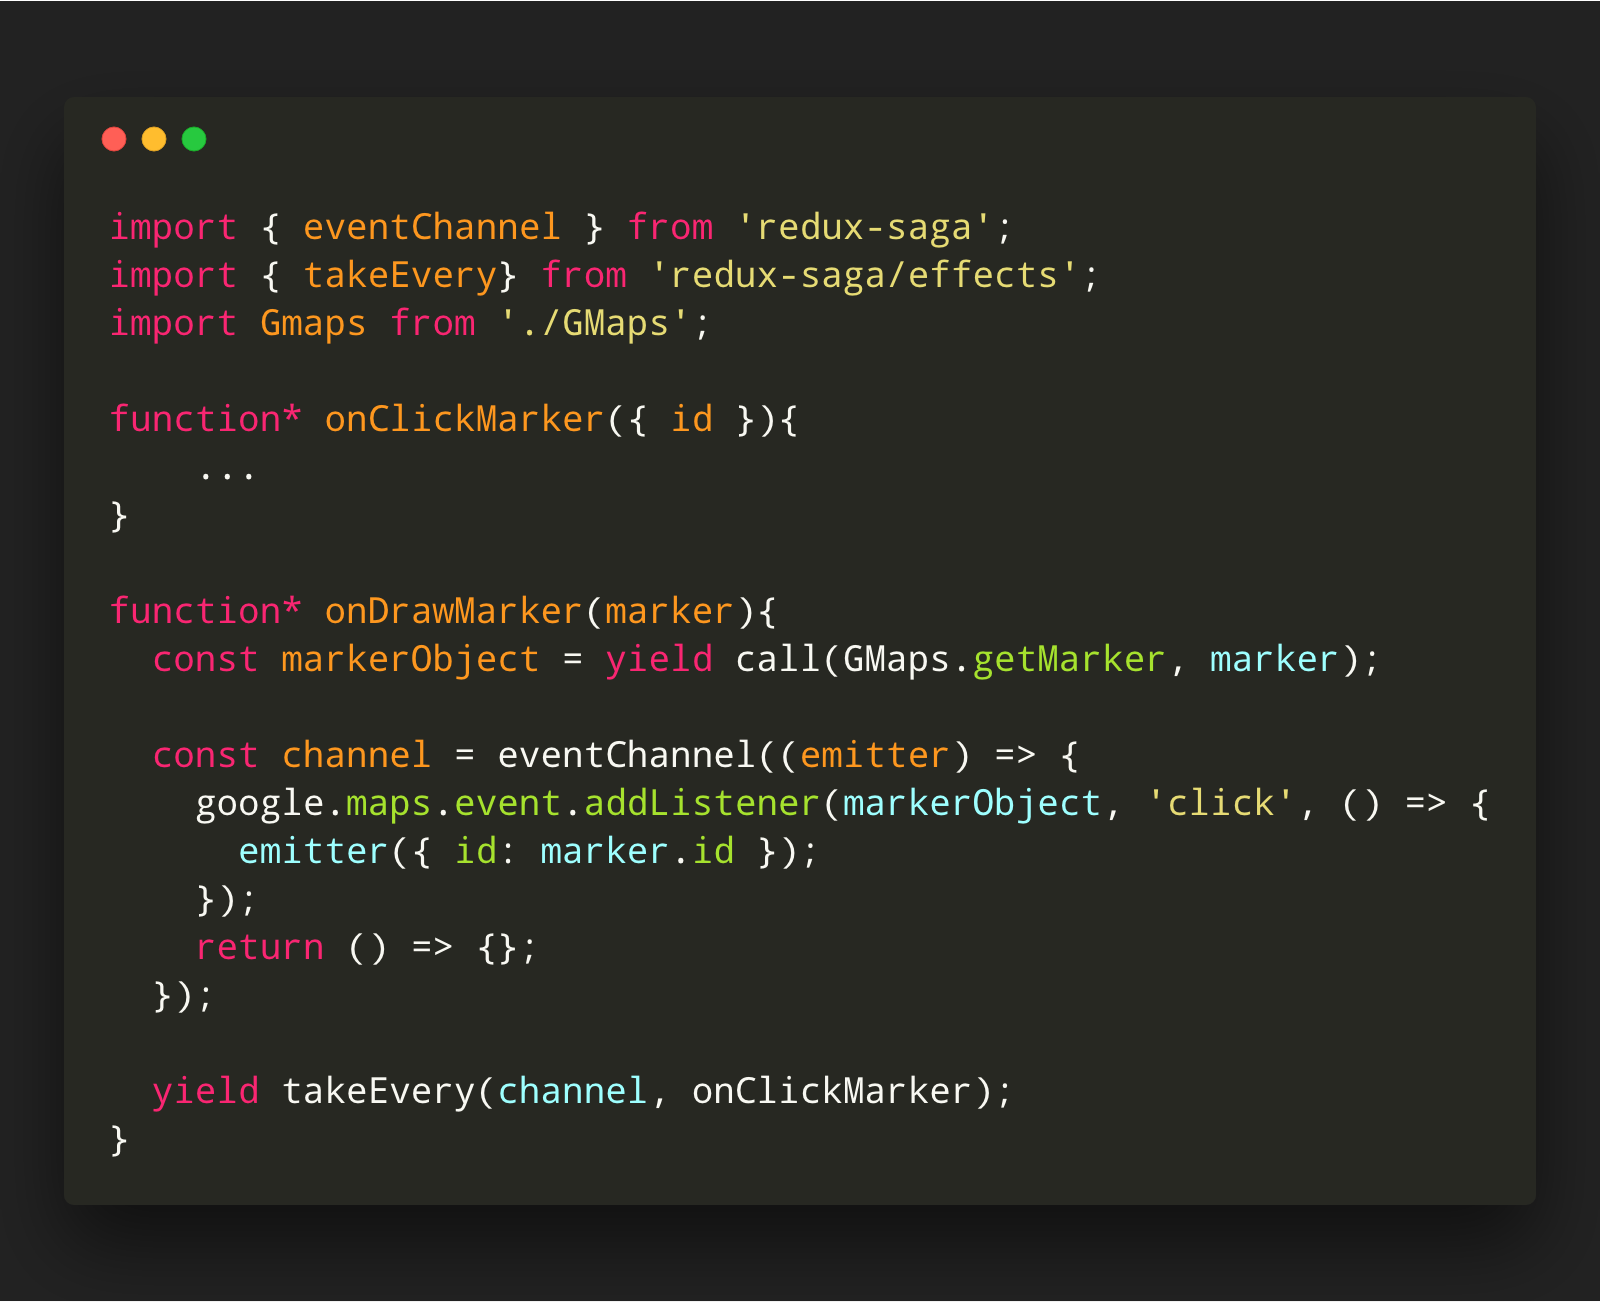 import { eventChannel } from 'redux-saga';
import { takeEvery} from 'redux-saga/effects';
import Gmaps from './GMaps';
function* onClickMarker({ id }){
    ...
}
function* onDrawMarker(marker){
  const markerObject = yield call(GMaps.getMarker, marker);
  const channel = eventChannel((emitter) => {
    google.maps.event.addListener(markerObject, 'click', () => {
      emitter({ id: marker.id });
    });
    return () => {};
  });
  yield takeEvery(channel, onClickMarker);
}